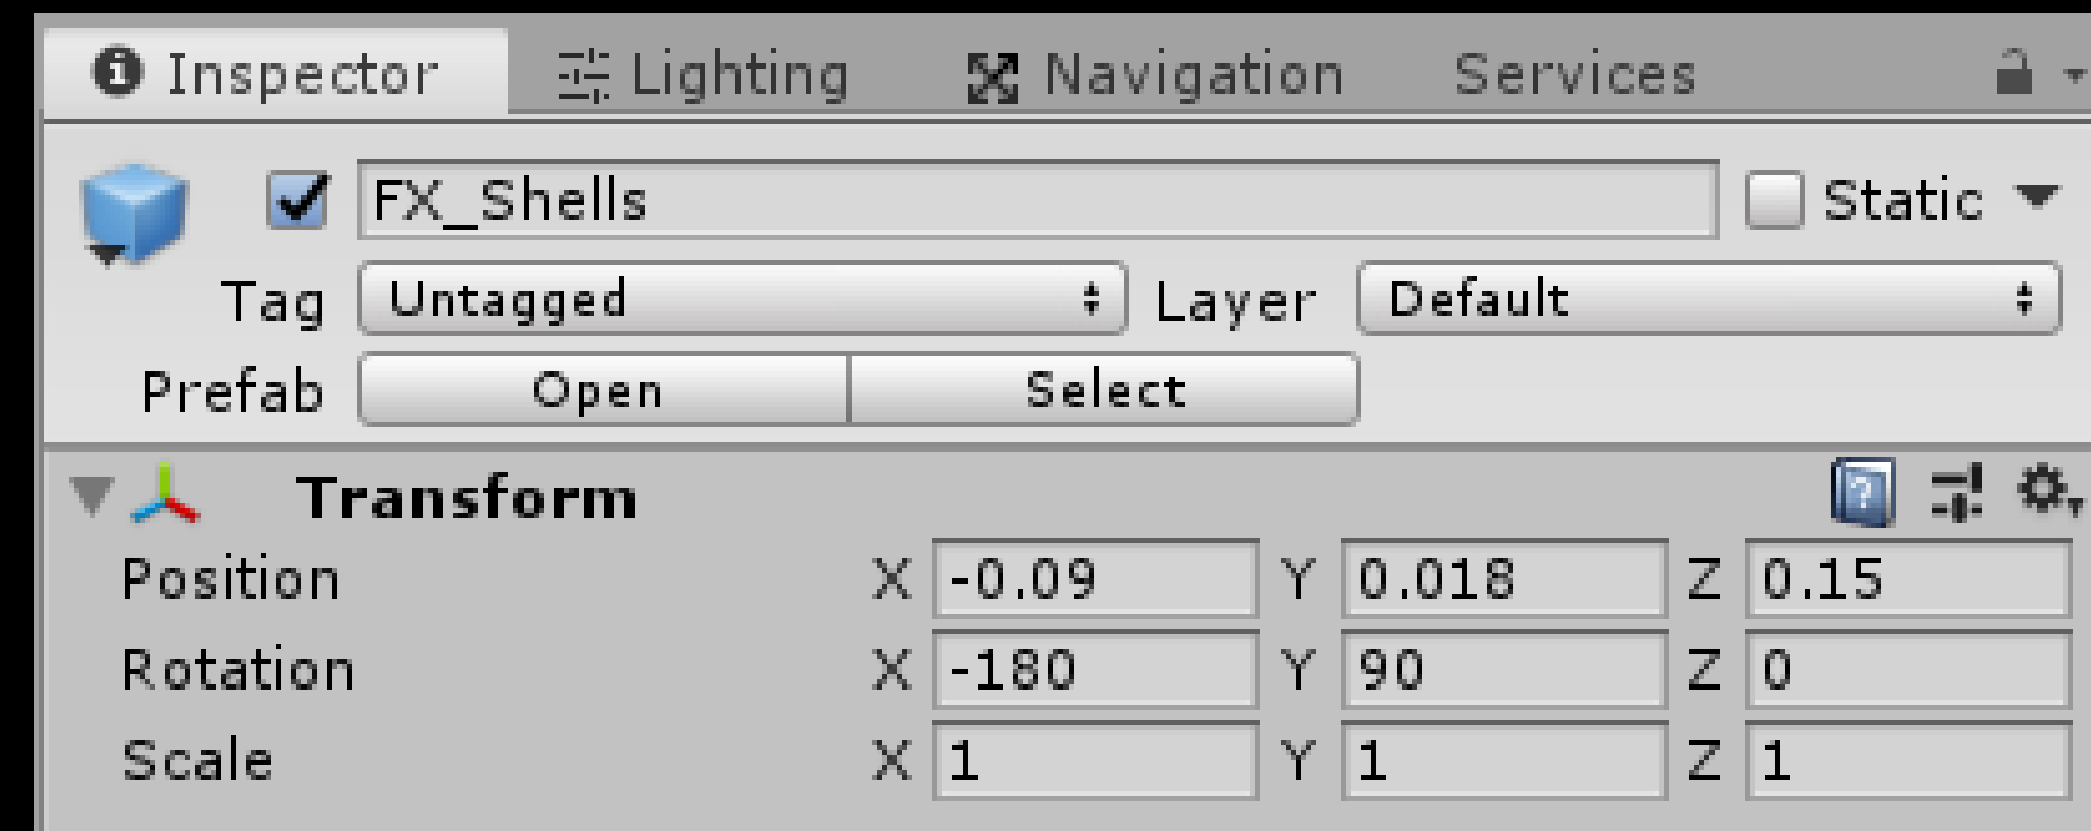 Inspector Lighting Navigation Services
FX_Shells Static
Tag Untagged Layer Default
Prefab Open Select
Transform
Position X -0.09 Y 0.018 Z 0.15
Rotation X -180 Y 90 Z 0
Scale X 1 Y 1 Z 1